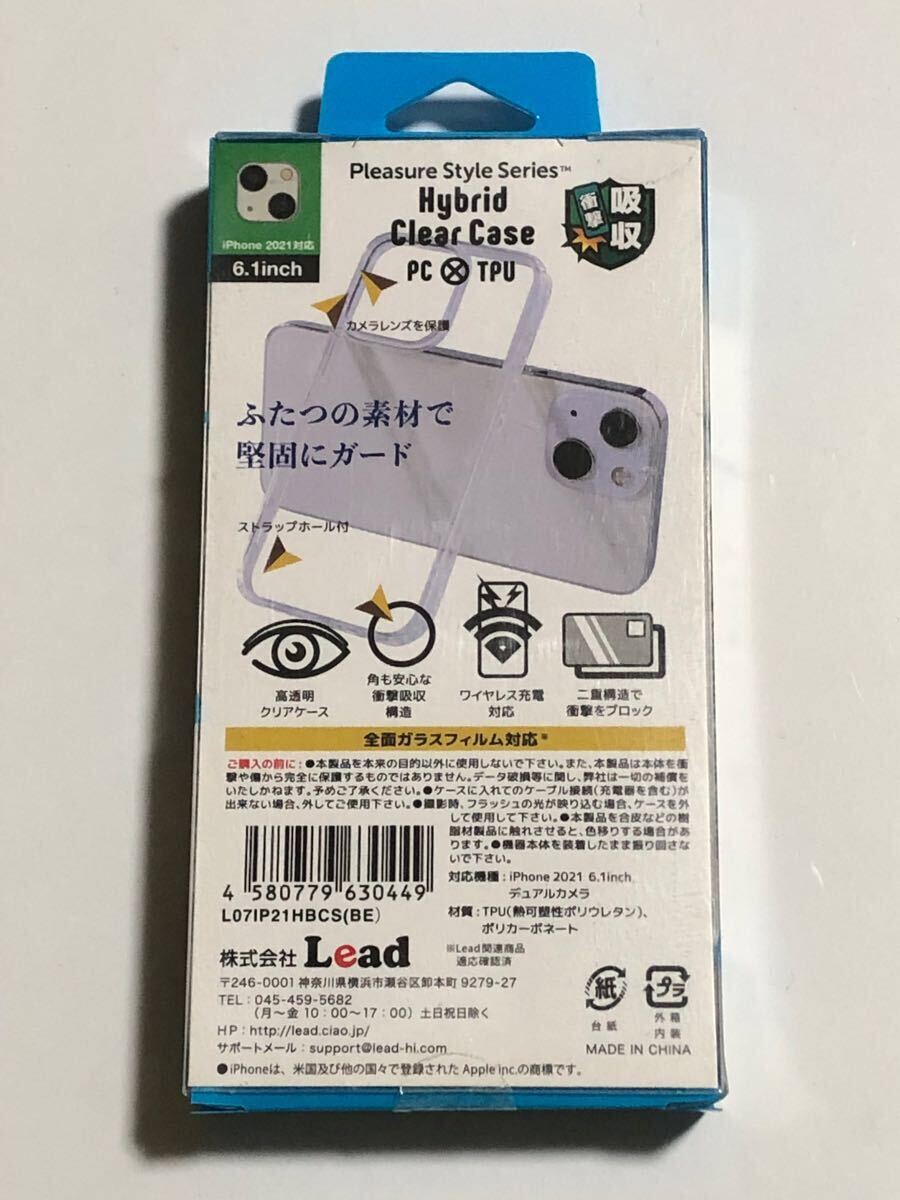 Pleasure Style Series™
Hybrid
Clear Case
PC TPU
衝撃
吸収
iPhone 2021対応
6.1inch
カメラレンズを保護
ふたつの素材で
堅固にガード
ストラップホール付
高透明
クリアケース
角も安心な
衝撃吸収
構造
ワイヤレス充電
対応
二重構造で
衝撃をブロック
全面ガラスフィルム対応※
ご購入の前に:●本製品を本来の目的以外に使用しないで下さい。また、本製品は本体を衝
撃や傷から完全に保護するものではありません。データ破損等に関し、弊社は一切の補償を
いたしかねます。予めご了承ください。●ケースに入れてのケーブル接続(充電器を含む)が
出来ない場合、外してご使用下さい。●撮影時、フラッシュの光が映り込む場合、ケースを外
して使用して下さい。●本製品を合皮などの樹
脂材製品に触れさせると、色移りする場合があ
ります。●機器本体を装着したまま振り回さな
いで下さい。
対応機種:iPhone 2021 6.1inch
デュアルカメラ
材質:TPU(熱可塑性ポリウレタン)、
ポリカーボネート
※Lead関連商品
適応確認済
4 580779 630449
L07IP21HBCS(BE)
株式会社 Lead
〒246-0001 神奈川県横浜市瀬谷区卸本町 9279-27
TEL:045-459-5682
(月〜金 10:00〜17:00)土日祝日除く
HP:http://lead.ciao.jp/
サポートメール:support@lead-hi.com
●iPhoneは、米国及び他の国々で登録された Apple inc.の商標です。
紙
台紙
プラ
外箱
内装
MADE IN CHINA